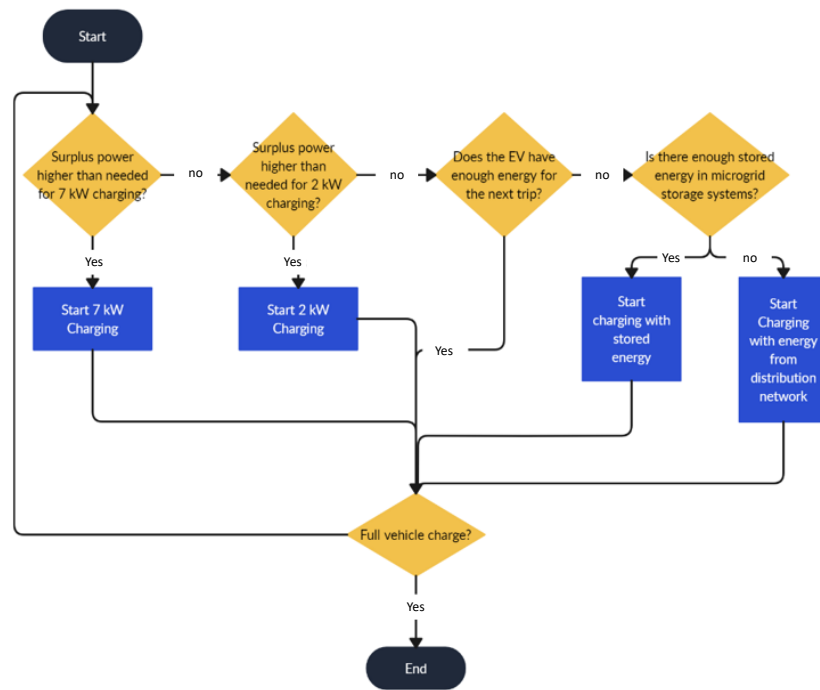 Start
Surplus power
higher than needed
for 7 kW charging?
no
Surplus power
higher than
needed for 2 kW
charging?
no
Does the EV have
enough energy for
the next trip?
no
Is there enough stored
energy in microgrid
storage systems?
Yes
Yes
Yes
no
Start 7 kW
Charging
Start 2 kW
Charging
Yes
Start
charging with
stored
energy
Start
Charging
with energy
from
distribution
network
Full vehicle charge?
Yes
End